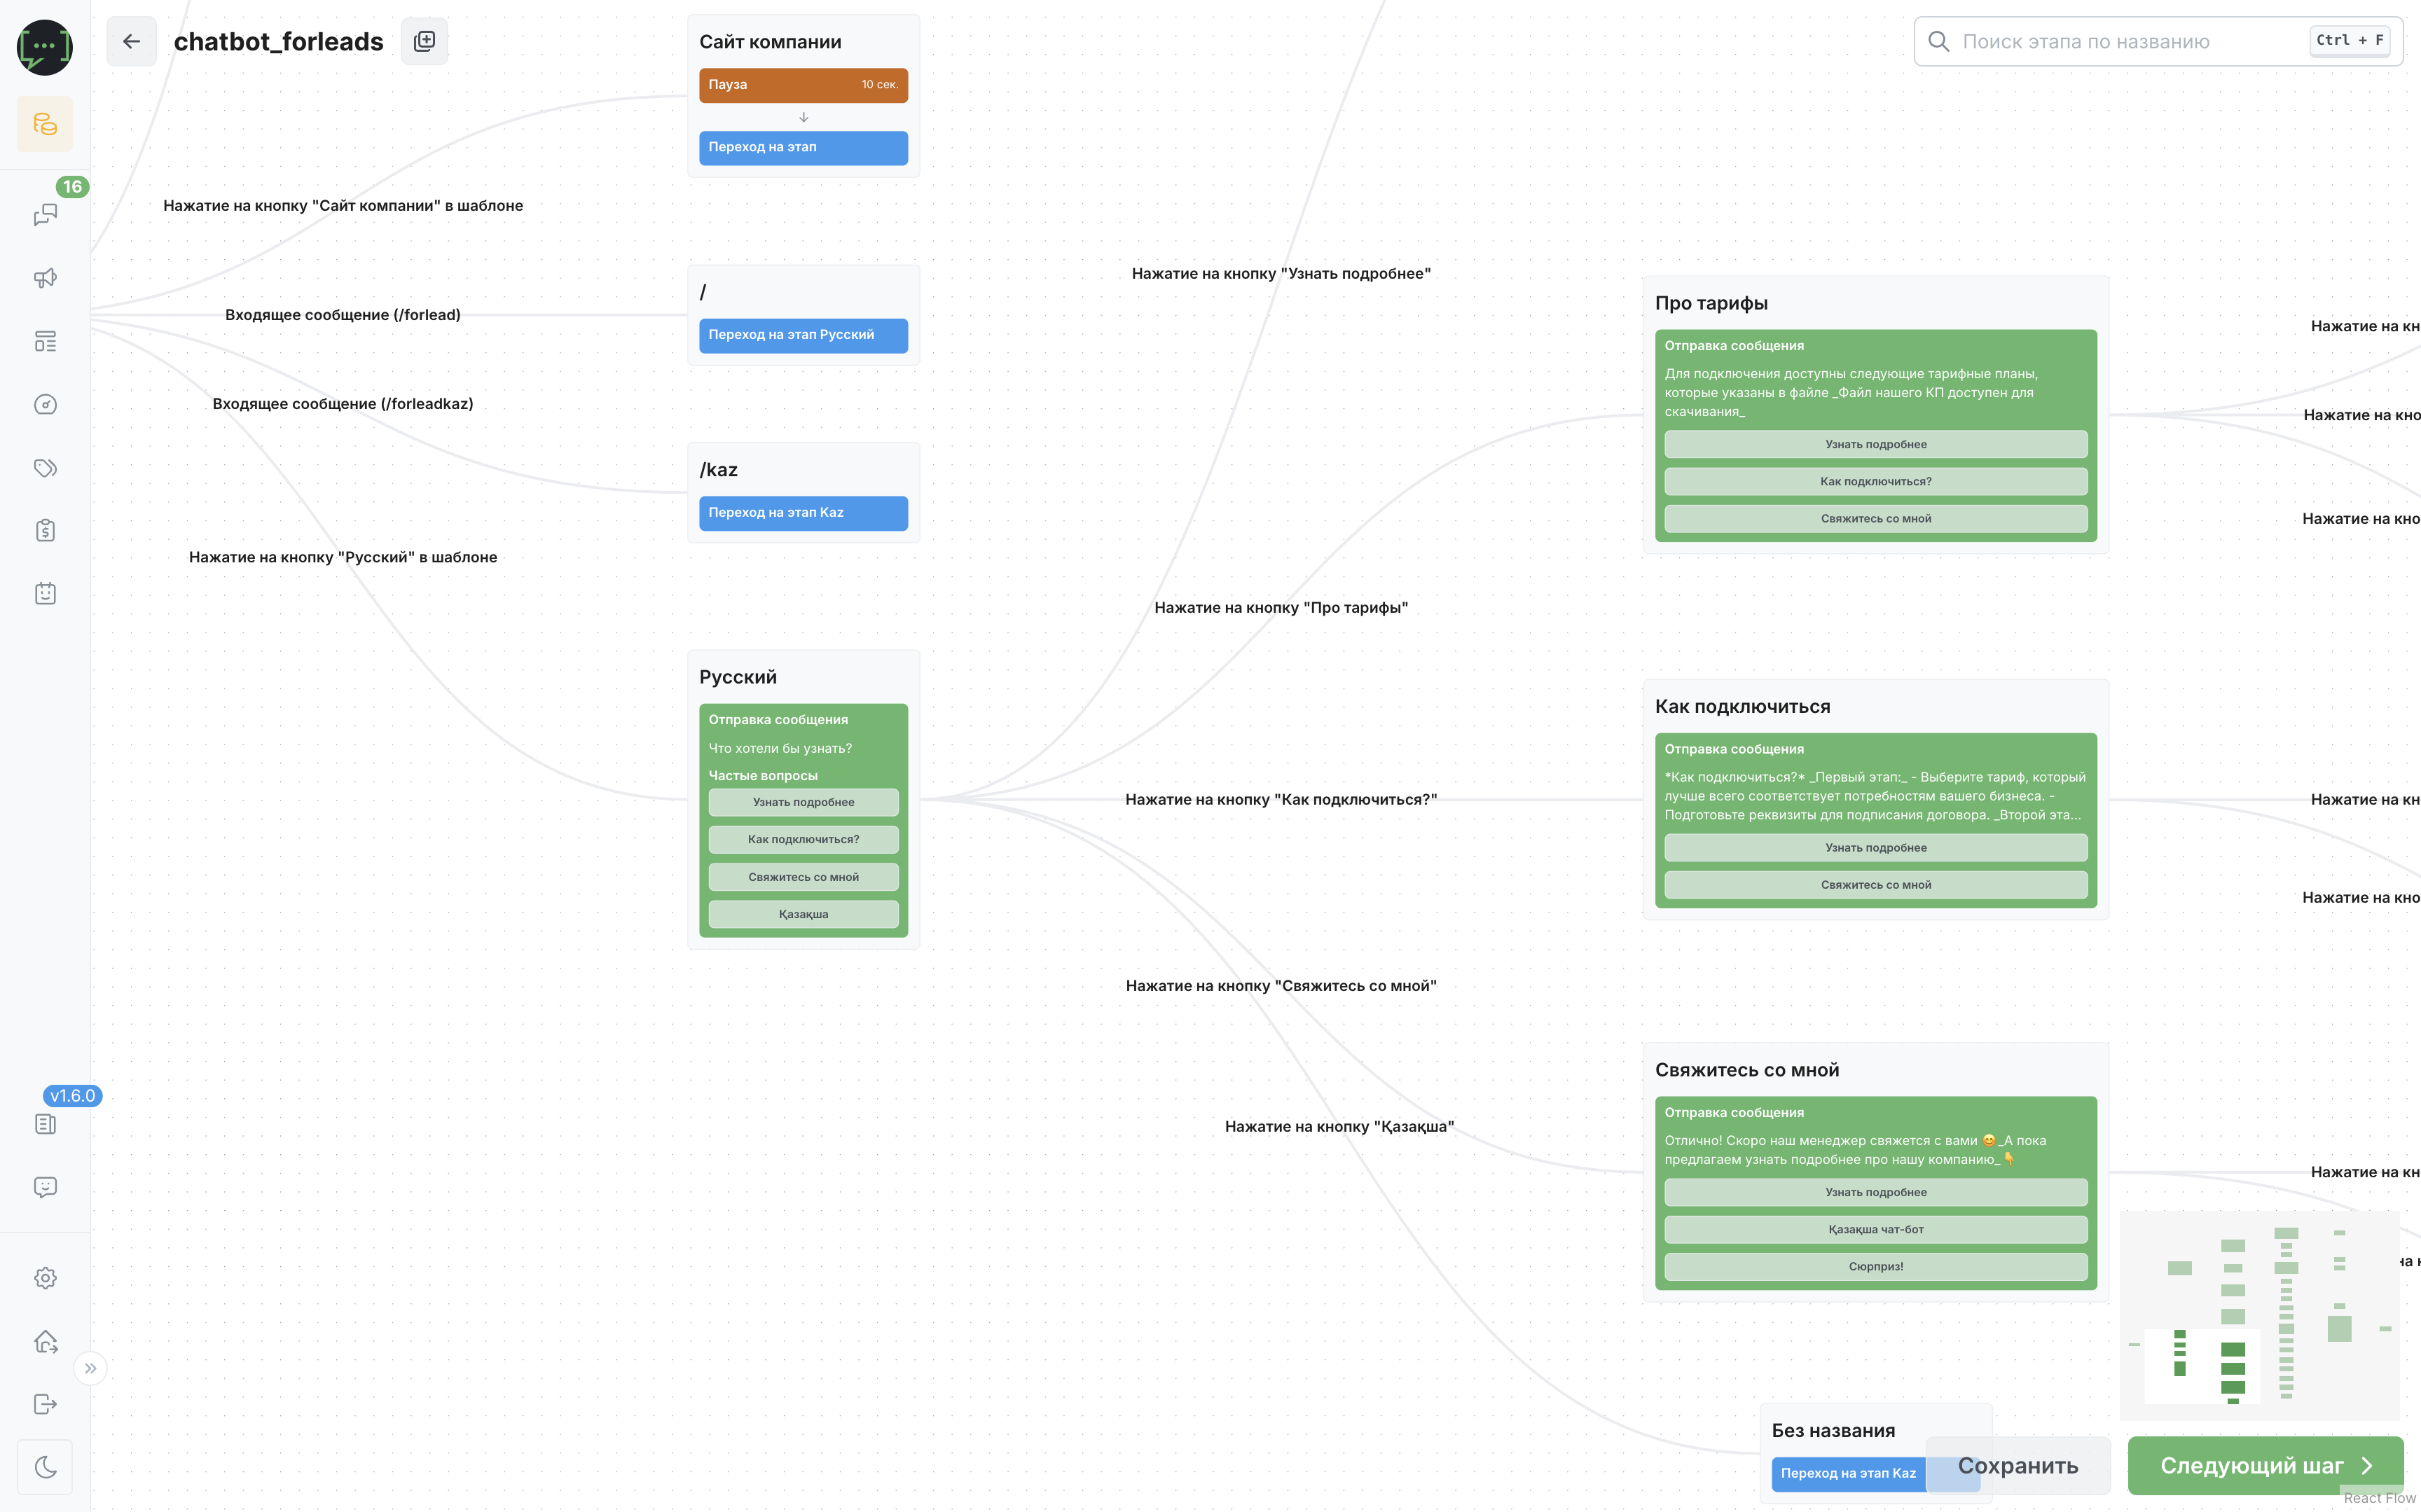 chatbot_forleads
Поиск этапа по названию
Ctrl + F
16
v1.6.0
Сайт компании
Пауза
10 сек.
Переход на этап
Нажатие на кнопку "Сайт компании" в шаблоне
/
Переход на этап Русский
Входящее сообщение (/forlead)
Входящее сообщение (/forleadkaz)
/kaz
Переход на этап Kaz
Нажатие на кнопку "Русский" в шаблоне
Русский
Отправка сообщения
Что хотели бы узнать?
Частые вопросы
Узнать подробнее
Как подключиться?
Свяжитесь со мной
Қазақша
Нажатие на кнопку "Узнать подробнее"
Нажатие на кнопку "Про тарифы"
Нажатие на кнопку "Как подключиться?"
Нажатие на кнопку "Свяжитесь со мной"
Нажатие на кнопку "Қазақша"
Про тарифы
Отправка сообщения
Для подключения доступны следующие тарифные планы,
которые указаны в файле _Файл нашего КП доступен для
скачивания_
Узнать подробнее
Как подключиться?
Свяжитесь со мной
Нажатие на кн
Нажатие на кно
Нажатие на кно
Как подключиться
Отправка сообщения
*Как подключиться?* _Первый этап:_ - Выберите тариф, который
лучше всего соответствует потребностям вашего бизнеса. -
Подготовьте реквизиты для подписания договора. _Второй эта...
Узнать подробнее
Свяжитесь со мной
Нажатие на кн
Нажатие на кно
Свяжитесь со мной
Отправка сообщения
Отлично! Скоро наш менеджер свяжется с вами 😊_А пока
предлагаем узнать подробнее про нашу компанию_👇
Узнать подробнее
Қазақша чат-бот
Сюрприз!
Нажатие на кн
Без названия
Переход на этап Kaz
Сохранить
Следующий шаг
React Flow